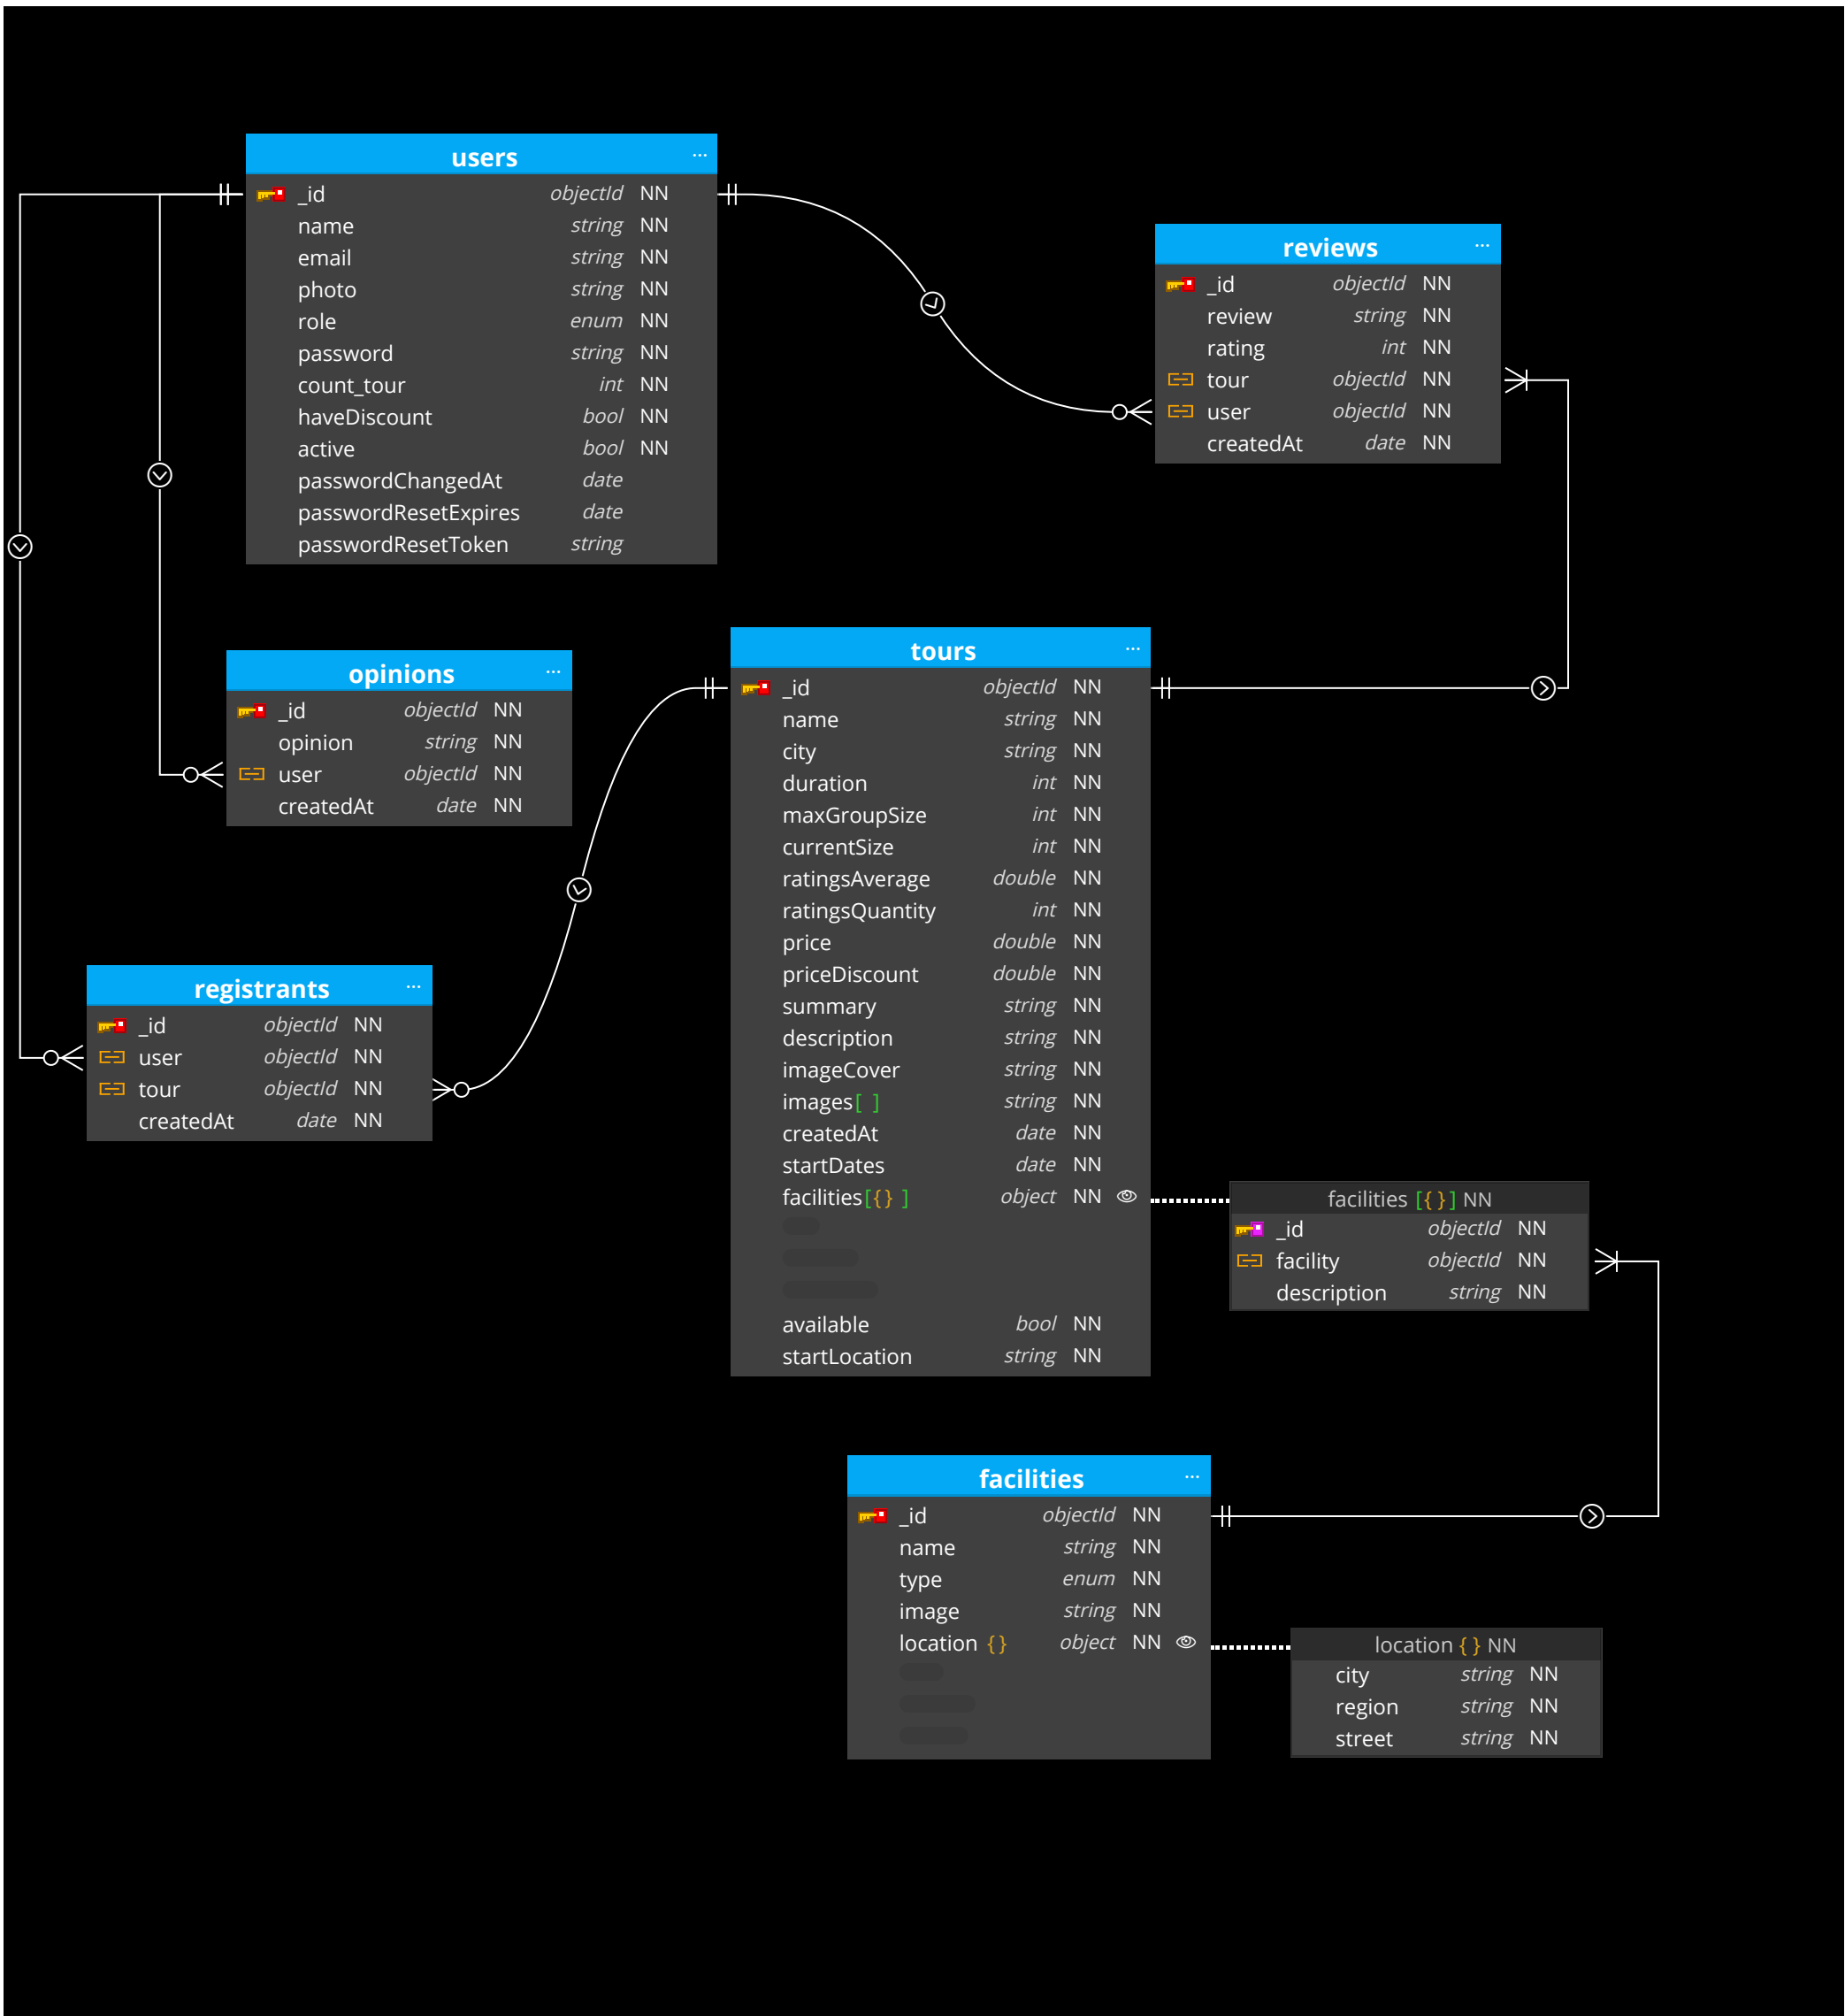 users ...
_id objectId NN
name string NN
email string NN
photo string NN
role enum NN
password string NN
count_tour int NN
haveDiscount bool NN
active bool NN
passwordChangedAt date
passwordResetExpires date
passwordResetToken string
reviews ...
_id objectId NN
review string NN
rating int NN
tour objectId NN
user objectId NN
createdAt date NN
opinions ...
_id objectId NN
opinion string NN
user objectId NN
createdAt date NN
tours ...
_id objectId NN
name string NN
city string NN
duration int NN
maxGroupSize int NN
currentSize int NN
ratingsAverage double NN
ratingsQuantity int NN
price double NN
priceDiscount double NN
summary string NN
description string NN
imageCover string NN
images[ ] string NN
createdAt date NN
startDates date NN
facilities[{} ] object NN
available bool NN
startLocation string NN
registrants ...
_id objectId NN
user objectId NN
tour objectId NN
createdAt date NN
facilities [{}] NN
_id objectId NN
facility objectId NN
description string NN
facilities ...
_id objectId NN
name string NN
type enum NN
image string NN
location {} object NN
location {} NN
city string NN
region string NN
street string NN